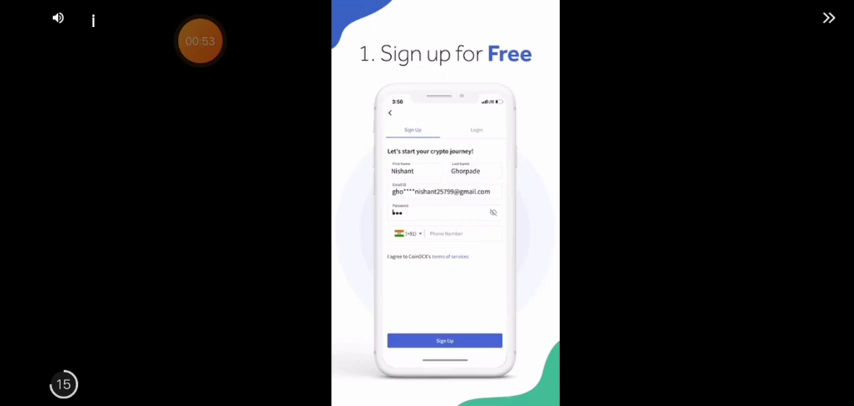 i
00:53
1. Sign up for Free
3:56
Sign Up Login
Let's start your crypto journey!
First Name Last Name
Nishant Ghorpade
Email ID
gho****nishant25799@gmail.com
Password
(+91) Phone Number
I agree to CoinDCX's terms of services
Sign Up
15